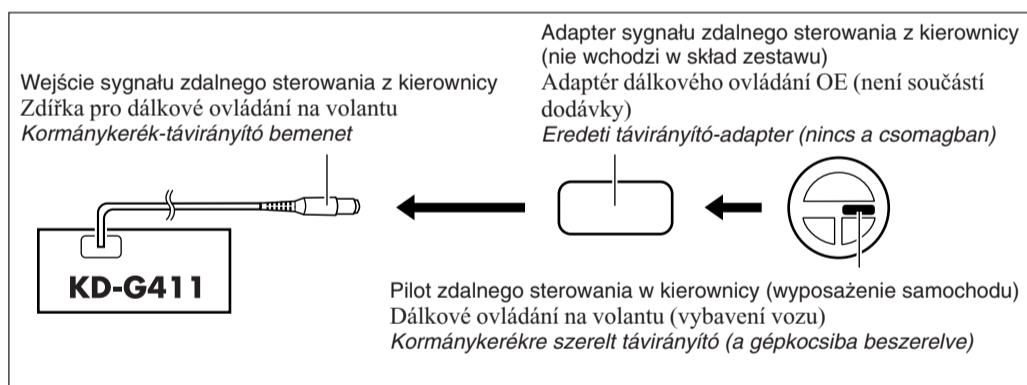 Adapter sygnału zdalnego sterowania z kierownicy
(nie wchodzi w skład zestawu)
Adaptér dálkového ovládání OE (není součástí
dodávky)
Eredeti távirányító-adapter (nincs a csomagban)
Wejście sygnału zdalnego sterowania z kierownicy
Zdířka pro dálkové ovládání na volantu
Kormánykerék-távirányító bemenet
KD-G411
Pilot zdalnego sterowania w kierownicy (wyposażenie samochodu)
Dálkové ovládání na volantu (vybavení vozu)
Kormánykerékre szerelt távirányító (a gépkocsiba beszerelve)